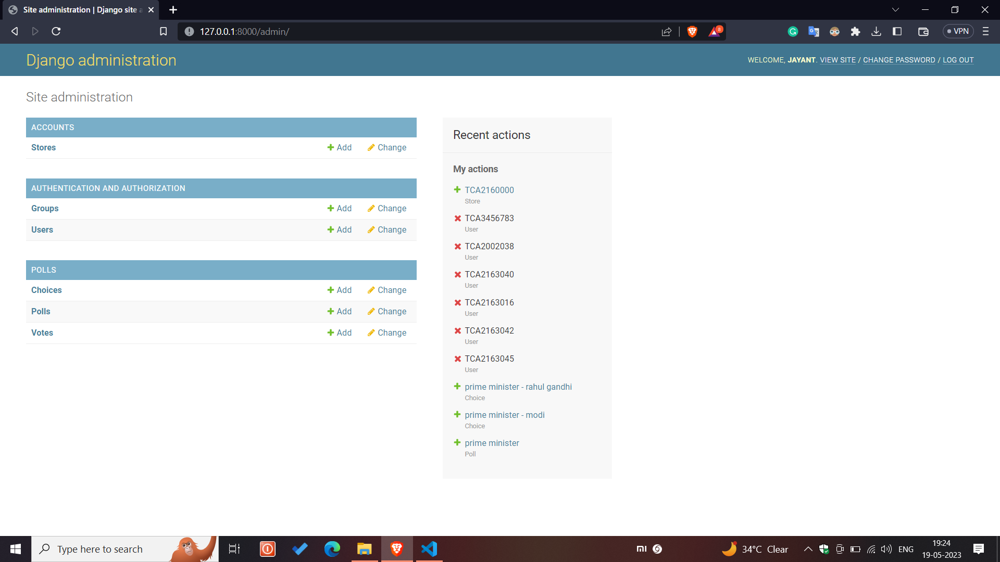 Site administration | Django site a
127.0.0.1:8000/admin/
8
VPN
Django administration
WELCOME, JAYANT. VIEW SITE / CHANGE PASSWORD / LOG OUT
Site administration
ACCOUNTS
Stores Add Change
AUTHENTICATION AND AUTHORIZATION
Groups Add Change
Users Add Change
POLLS
Choices Add Change
Polls Add Change
Votes Add Change
Recent actions
My actions
TCA2160000
Store
TCA3456783
User
TCA2002038
User
TCA2163040
User
TCA2163016
User
TCA2163042
User
TCA2163045
User
prime minister - rahul gandhi
Choice
prime minister - modi
Choice
prime minister
Poll
Type here to search
mi
34°C Clear
ENG
19:24
19-05-2023